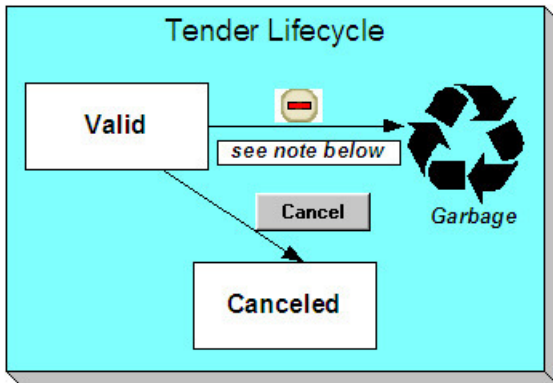 Tender Lifecycle
Valid
see note below
Cancel
Garbage
Canceled